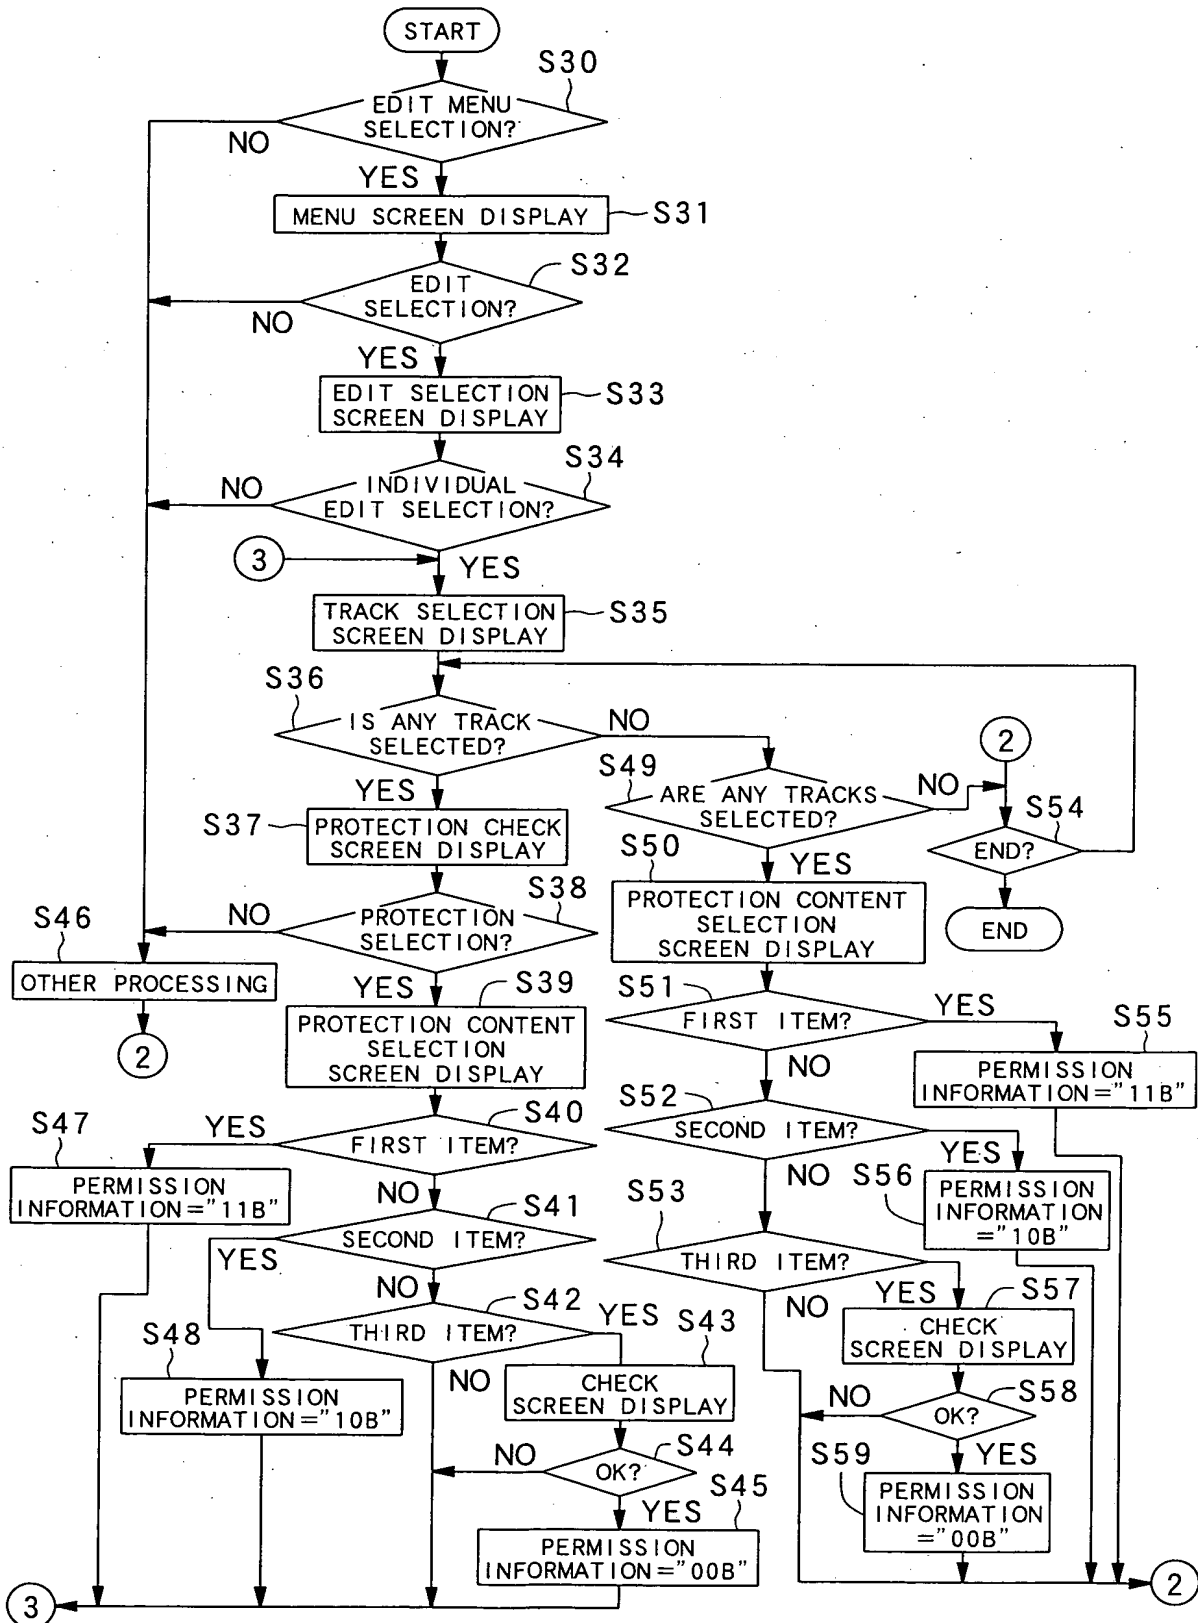 START
S30
EDIT MENU
SELECTION?
NO
YES
MENU SCREEN DISPLAY
S31
S32
EDIT
SELECTION?
NO
YES
EDIT SELECTION
SCREEN DISPLAY
S33
S34
INDIVIDUAL
EDIT SELECTION?
NO
3
YES
TRACK SELECTION
SCREEN DISPLAY
S35
S36
IS ANY TRACK
SELECTED?
NO
YES
2
S49
ARE ANY TRACKS
SELECTED?
NO
YES
S54
END?
END
S37
PROTECTION CHECK
SCREEN DISPLAY
S50
PROTECTION CONTENT
SELECTION
SCREEN DISPLAY
S38
PROTECTION
SELECTION?
NO
YES
S46
OTHER PROCESSING
2
S39
PROTECTION CONTENT
SELECTION
SCREEN DISPLAY
S51
FIRST ITEM?
YES
NO
S55
PERMISSION
INFORMATION="11B"
S40
FIRST ITEM?
YES
NO
S47
PERMISSION
INFORMATION="11B"
S52
SECOND ITEM?
YES
NO
S56
PERMISSION
INFORMATION
="10B"
S41
SECOND ITEM?
YES
NO
S53
THIRD ITEM?
YES
NO
S57
CHECK
SCREEN DISPLAY
S42
THIRD ITEM?
YES
NO
S43
CHECK
SCREEN DISPLAY
S48
PERMISSION
INFORMATION="10B"
S58
OK?
NO
YES
S44
OK?
NO
YES
S59
PERMISSION
INFORMATION
="00B"
S45
PERMISSION
INFORMATION="00B"
3
2